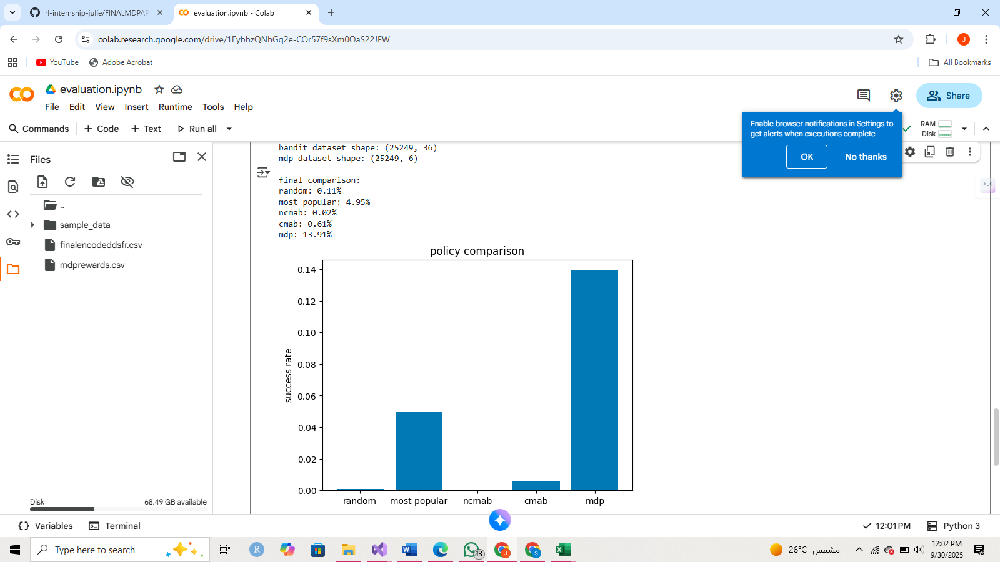 rl-internship-julie/FINALMDPAP
evaluation.ipynb - Colab
colab.research.google.com/drive/1EybhzQNhGq2e-COr57f9sXm0OaS22JFW
J
YouTube
Adobe Acrobat
All Bookmarks
evaluation.ipynb
File Edit View Insert Runtime Tools Help
Share
Commands + Code + Text Run all
RAM
Disk
Enable browser notifications in Settings to
get alerts when executions complete
OK No thanks
Files
..
sample_data
finalencodeddsfr.csv
mdprewards.csv
Disk 68.49 GB available
bandit dataset shape: (25249, 36)
mdp dataset shape: (25249, 6)
final comparison:
random: 0.11%
most popular: 4.95%
ncmab: 0.02%
cmab: 0.61%
mdp: 13.91%
policy comparison
success rate
0.14
0.12
0.10
0.08
0.06
0.04
0.02
0.00
random most popular ncmab cmab mdp
Variables Terminal
12:01 PM Python 3
Type here to search
R
W
13
J
S
26°C مشمس
12:02 PM
9/30/2025